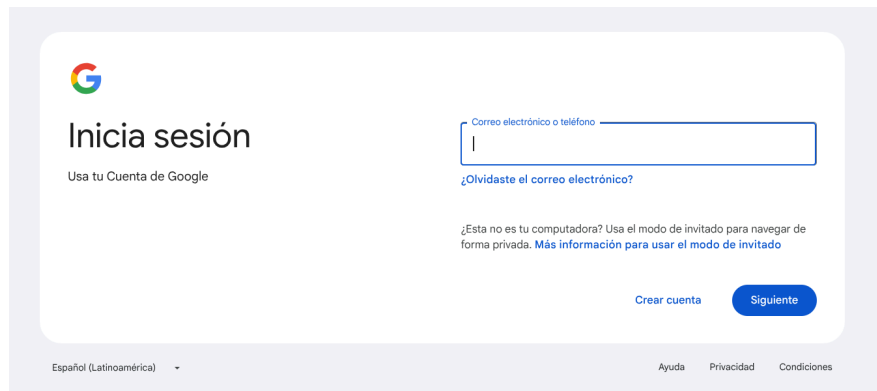 Inicia sesión
Usa tu Cuenta de Google
Correo electrónico o teléfono
¿Olvidaste el correo electrónico?
¿Esta no es tu computadora? Usa el modo de invitado para navegar de
forma privada. Más información para usar el modo de invitado
Crear cuenta
Siguiente
Español (Latinoamérica)
Ayuda
Privacidad
Condiciones